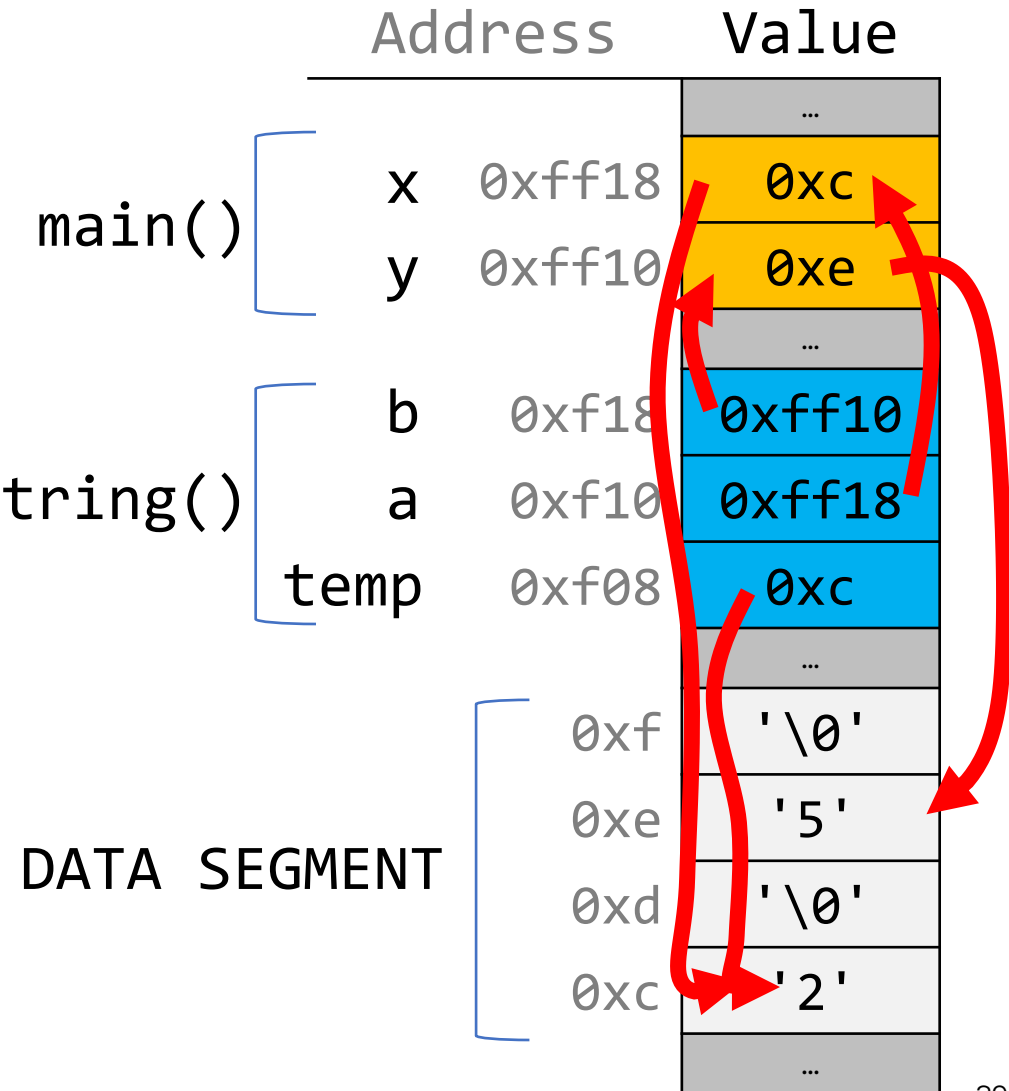 Address Value
…
x 0xff18 0xc
main()
y 0xff10 0xe
…
b 0xf18 0xff10
tring() a 0xf10 0xff18
temp 0xf08 0xc
…
0xf '\0'
0xe '5'
DATA SEGMENT
0xd '\0'
0xc '2'
…